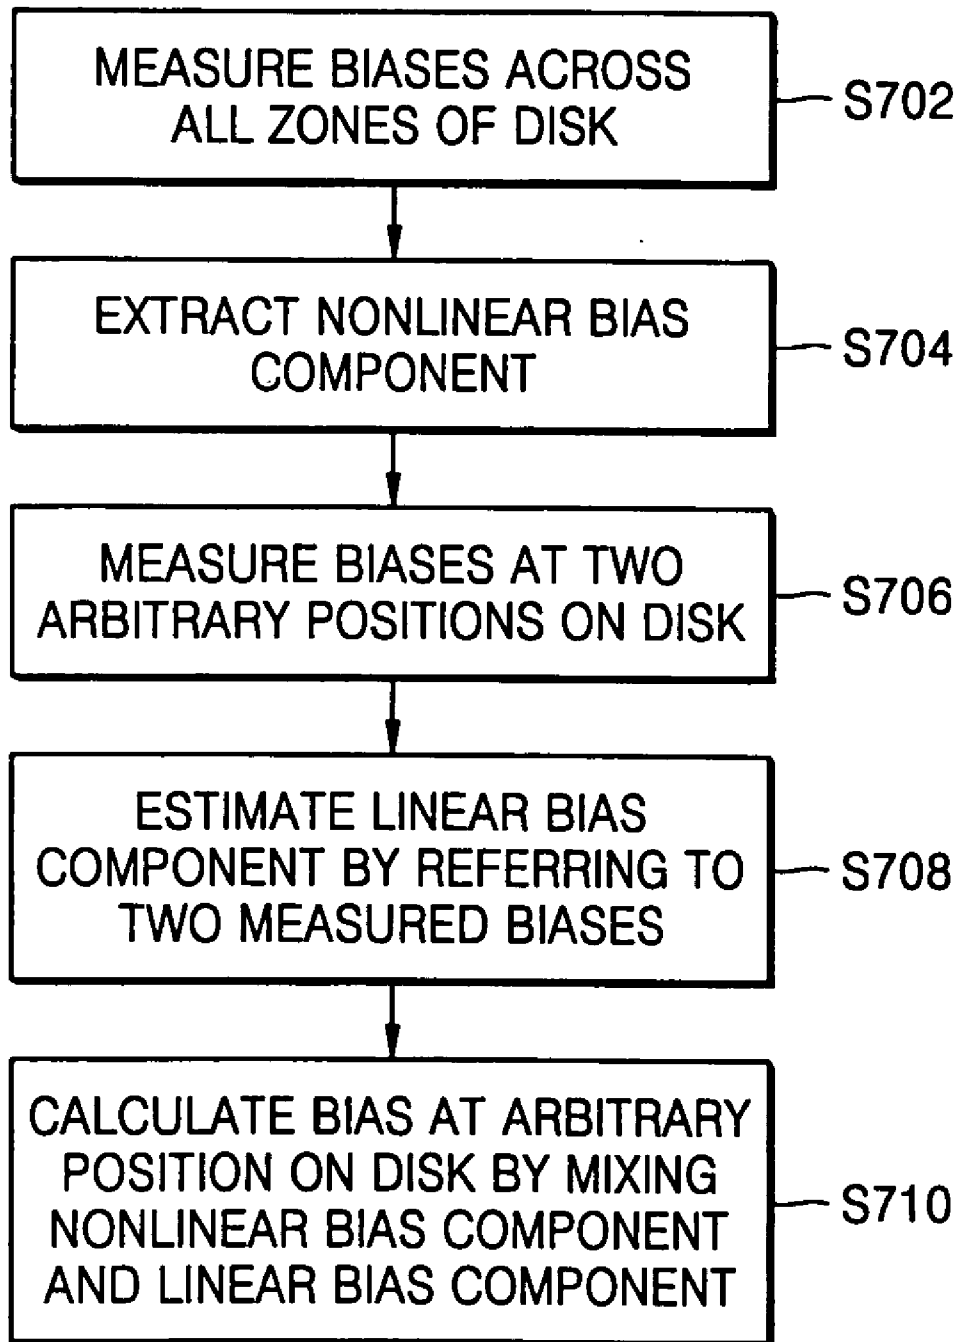 MEASURE BIASES ACROSS
ALL ZONES OF DISK
S702
EXTRACT NONLINEAR BIAS
COMPONENT
S704
MEASURE BIASES AT TWO
ARBITRARY POSITIONS ON DISK
S706
ESTIMATE LINEAR BIAS
COMPONENT BY REFERRING TO
TWO MEASURED BIASES
S708
CALCULATE BIAS AT ARBITRARY
POSITION ON DISK BY MIXING
NONLINEAR BIAS COMPONENT
AND LINEAR BIAS COMPONENT
S710